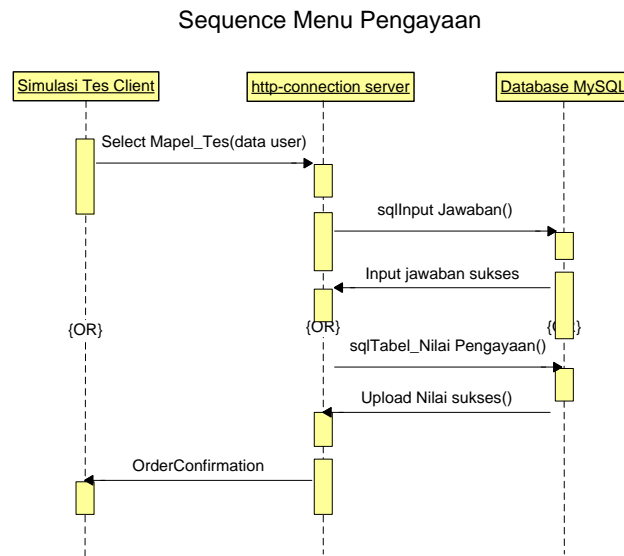 Sequence Menu Pengayaan
Simulasi Tes Client
http-connection server
Database MySQL
Select Mapel_Tes(data user)
sqlInput Jawaban()
Input jawaban sukses
{OR}
{OR}
sqlTabel_Nilai Pengayaan()
Upload Nilai sukses()
OrderConfirmation